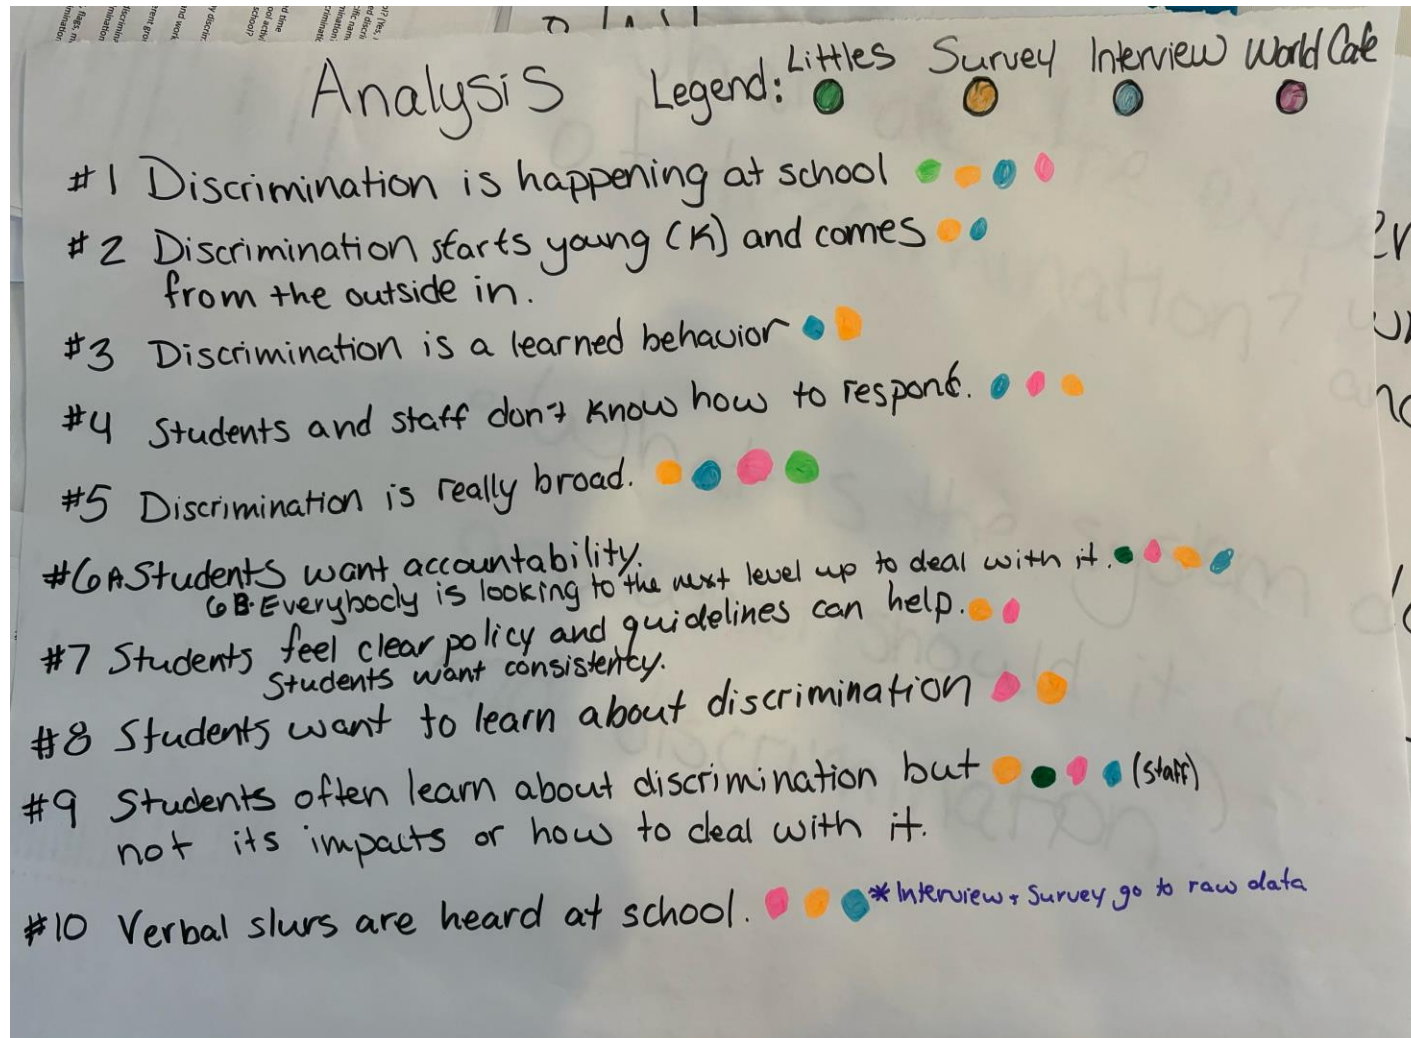 Analysis Legend: Littles Survey Interview World Cafe
#1 Discrimination is happening at school
#2 Discrimination starts young (K) and comes
from the outside in.
#3 Discrimination is a learned behavior
#4 Students and staff don't know how to respond.
#5 Discrimination is really broad.
#6A Students want accountability.
6B. Everybody is looking to the next level up to deal with it.
#7 Students feel clear policy and guidelines can help.
Students want consistency.
#8 Students want to learn about discrimination
#9 Students often learn about discrimination but (staff)
not its impacts or how to deal with it.
#10 Verbal slurs are heard at school. *Interview + Survey go to raw data